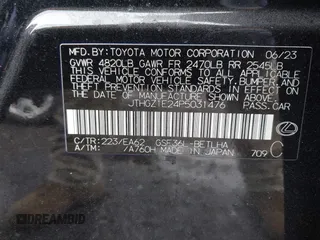 MFD.BY:TOYOTA MOTOR CORPORATION 06/23
GVWR 4820LB GAWR FR 2470LB RR 2545LB
THIS VEHICLE CONFORMS TO ALL APPLICABLE
FEDERAL MOTOR VEHICLE SAFETY, BUMPER, AND
THEFT PREVENTION STANDARDS IN EFFECT ON THE
DATE OF MANUFACTURE SHOWN ABOVE.
JTHGZ1E24P5031476 PASS.CAR
C/TR: 223/EA62 GSE36L-BETLHA
A/TM: /A760H MADE IN JAPAN 709 C
DREAMBID